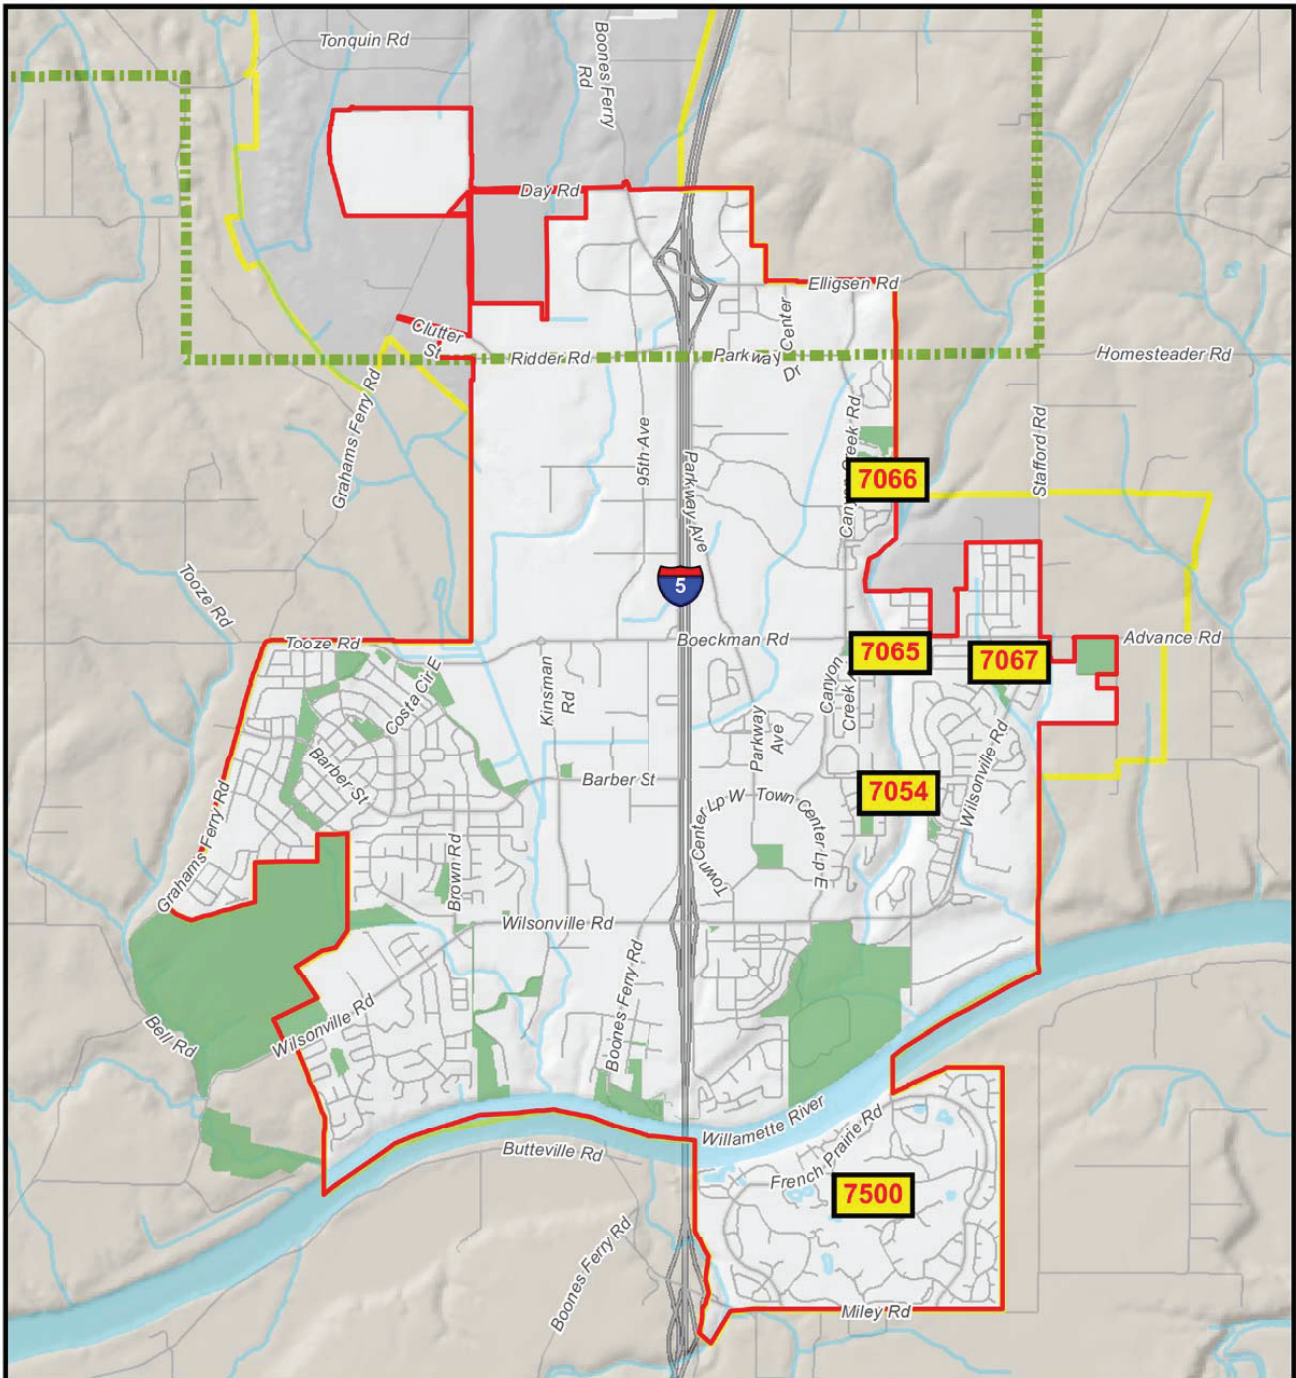 Tonquin Rd
Boones Ferry
Rd
Day Rd
Elligsen Rd
Clutter
St
Ridder Rd
Parkway
Center
Dr
Homesteader Rd
Grahams Ferry Rd
95th Ave
Parkway Ave
Canyon Creek Rd
Stafford Rd
7066
Tooze Rd
5
Tooze Rd
Boeckman Rd
7065
7067
Advance Rd
Costa Cir E
Kinsman
Rd
Canyon
Creek R
Parkway
Ave
Wilsonville Rd
Barber St
Barber St
7054
Town Center Lp W
Town Center Lp E
Grahams Ferry Rd
Brown Rd
Wilsonville Rd
Boones Ferry Rd
Bell Rd
Wilsonville Rd
Willamette River
Butteville Rd
French Prairie Rd
7500
Boones Ferry Rd
Miley Rd